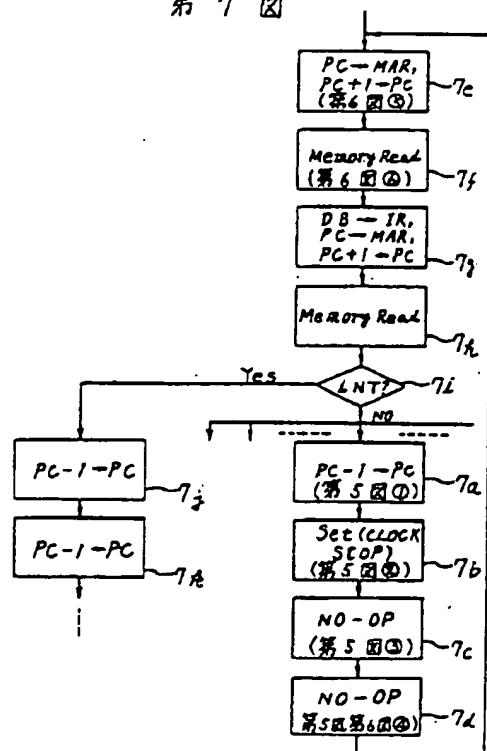 第 7 図
PC→MAR,
PC+1→PC
(第6図③)
7e
Memory Read
(第6図④)
7f
DB→IR,
PC→MAR,
PC+1→PC
7g
Memory Read
7h
INT?
7i
Yes
NO
PC-1→PC
7j
PC-1→PC
7k
PC-1→PC
(第5図①)
7a
Set(CLOCK
STOP)
(第5図②)
7b
NO-OP
(第5図③)
7c
NO-OP
第5図,第6図④
7d